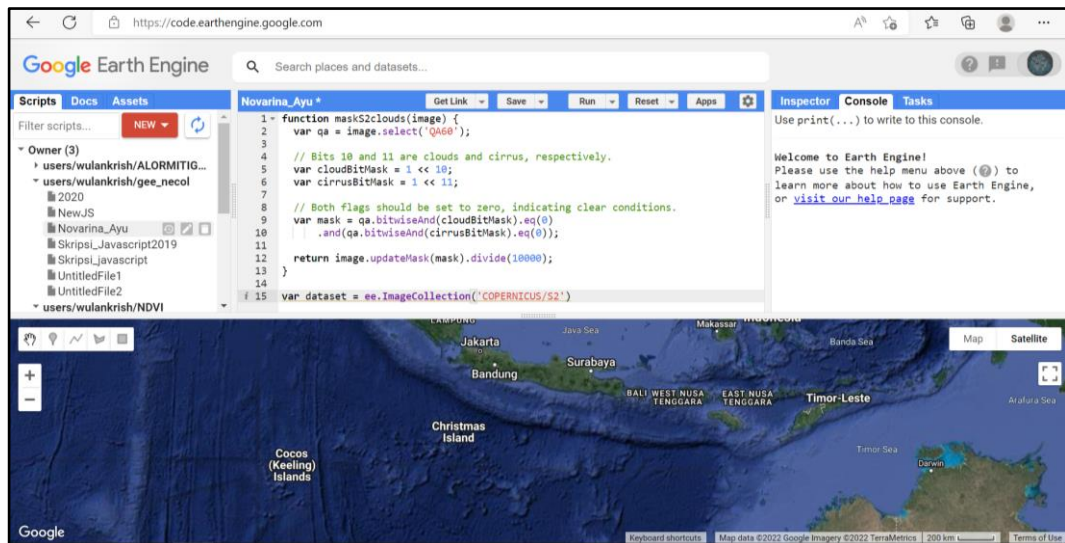 https://code.earthengine.google.com
Google Earth Engine
Search places and datasets...
Scripts Docs Assets
Filter scripts...
NEW
Owner (3)
users/wulankrish/ALORMITIG...
users/wulankrish/gee_necol
2020
NewJS
Novarina_Ayu
Skripsi_Javascript2019
Skripsi_javascript
UntitledFile1
UntitledFile2
users/wulankrish/NDVI
Novarina_Ayu *
Get Link Save Run Reset Apps
1 function maskS2clouds(image) {
2 var qa = image.select('QA60');
3
4 // Bits 10 and 11 are clouds and cirrus, respectively.
5 var cloudBitMask = 1 << 10;
6 var cirrusBitMask = 1 << 11;
7
8 // Both flags should be set to zero, indicating clear conditions.
9 var mask = qa.bitwiseAnd(cloudBitMask).eq(0)
10 .and(qa.bitwiseAnd(cirrusBitMask).eq(0));
11
12 return image.updateMask(mask).divide(10000);
13 }
14
i 15 var dataset = ee.ImageCollection('COPERNICUS/S2')
Inspector Console Tasks
Use print(...) to write to this console.
Welcome to Earth Engine!
Please use the help menu above (?) to
learn more about how to use Earth Engine,
or visit our help page for support.
Map Satellite
LAMPUNG
Jakarta
Bandung
Java Sea
Surabaya
Makassar
Indonesia
Banda Sea
BALI
WEST NUSA
TENGGARA
EAST NUSA
TENGGARA
Timor-Leste
Arafura Sea
Christmas
Island
Cocos
(Keeling)
Islands
Timor Sea
Darwin
Google
Keyboard shortcuts
Map data ©2022 Google Imagery ©2022 TerraMetrics
200 km
Terms of Use